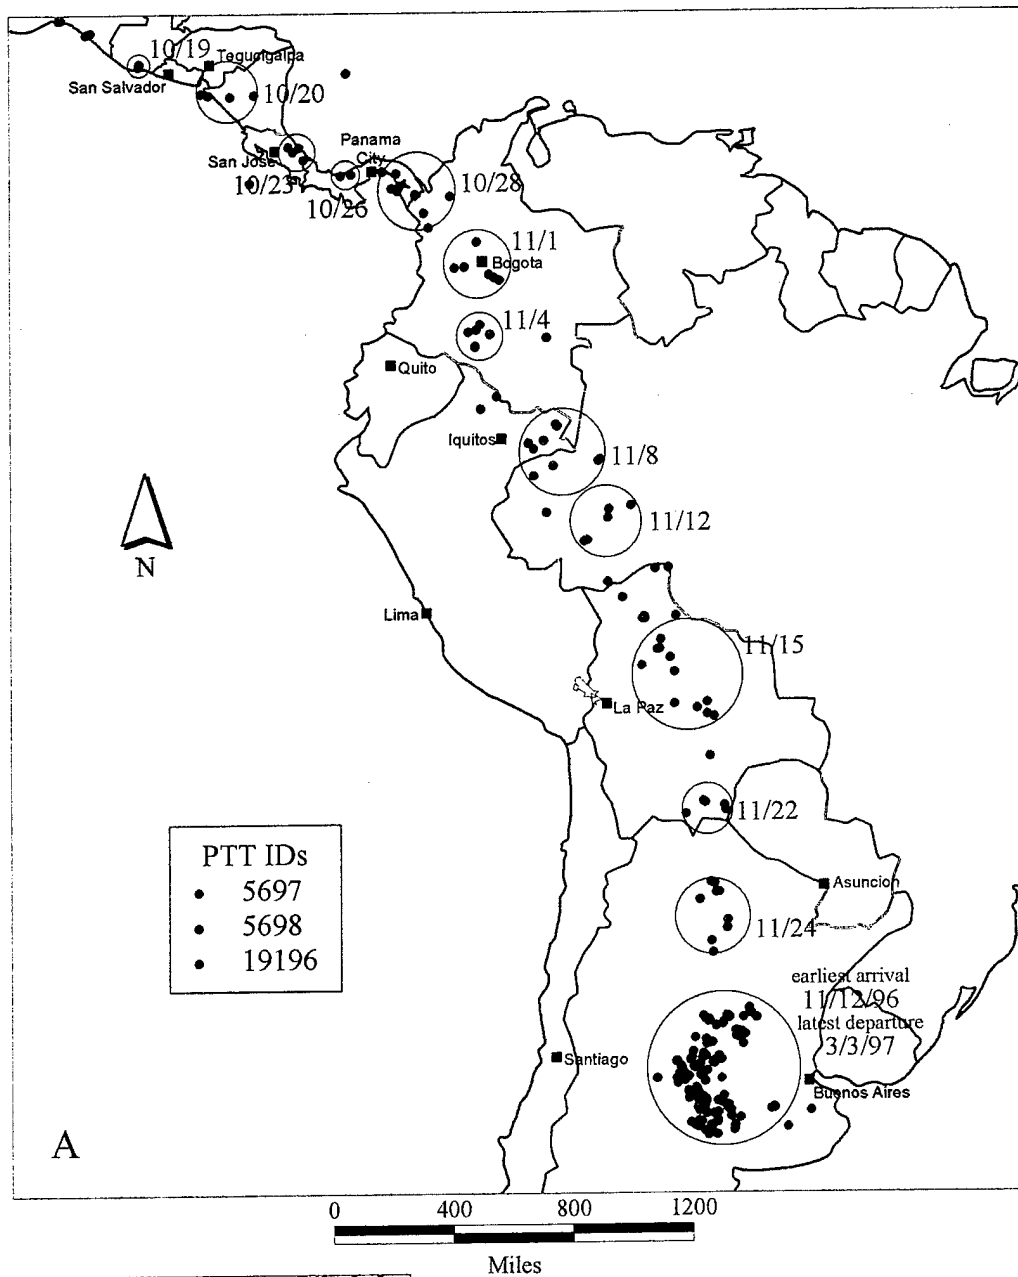 10/19
Tegucigalpa
San Salvador
10/20
Panama
City
San Jose
10/23
10/26
10/28
11/1
Bogota
11/4
Quito
Iquitos
11/8
11/12
N
Lima
11/15
La Paz
11/22
PTT IDs
5697
5698
19196
Asuncion
11/24
earliest arrival
11/12/96
latest departure
3/3/97
Santiago
Buenos Aires
A
0 400 800 1200
Miles